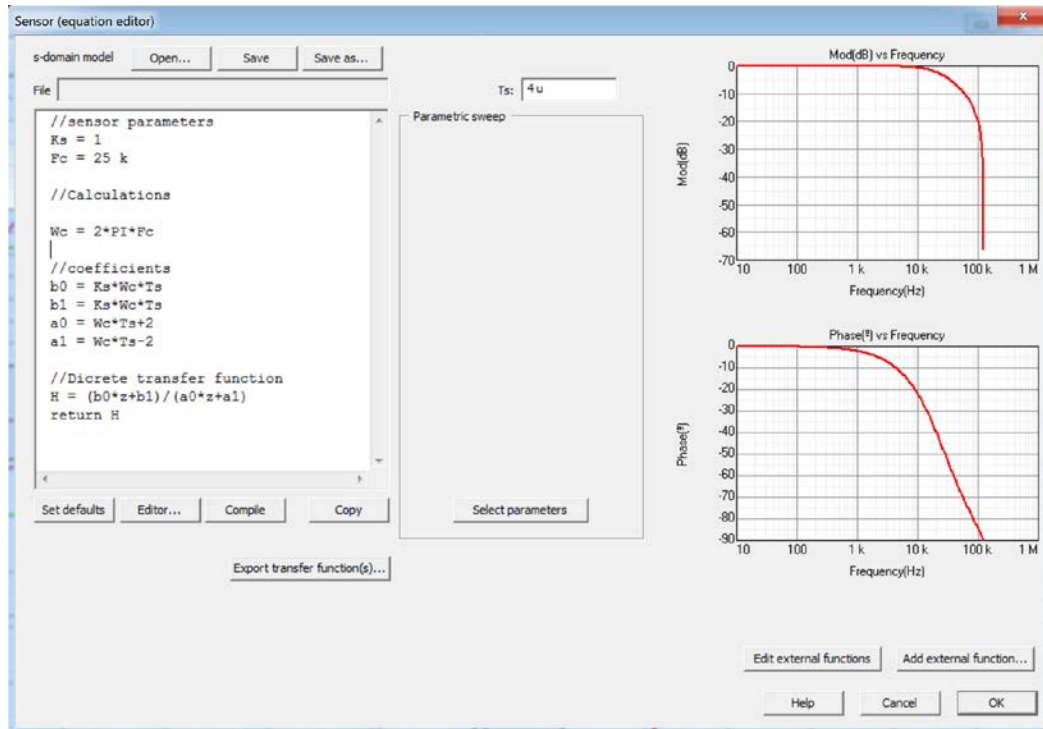 Sensor (equation editor)
s-domain model Open... Save Save as...
File
Ts: 4u
//sensor parameters
Ks = 1
Fc = 25 k
//Calculations
Wc = 2*PI*Fc
//coefficients
b0 = Ks*Wc*Ts
b1 = Ks*Wc*Ts
a0 = Wc*Ts+2
a1 = Wc*Ts-2
//Dicrete transfer function
H = (b0*z+b1)/(a0*z+a1)
return H
Set defaults Editor... Compile Copy
Export transfer function(s)...
Parametric sweep
Select parameters
Mod(dB) vs Frequency
Mod(dB)
0
-10
-20
-30
-40
-50
-60
-70
10 100 1 k 10 k 100 k 1 M
Frequency(Hz)
Phase(º) vs Frequency
Phase(º)
0
-10
-20
-30
-40
-50
-60
-70
-80
-90
10 100 1 k 10 k 100 k 1 M
Frequency(Hz)
Edit external functions Add external function...
Help Cancel OK